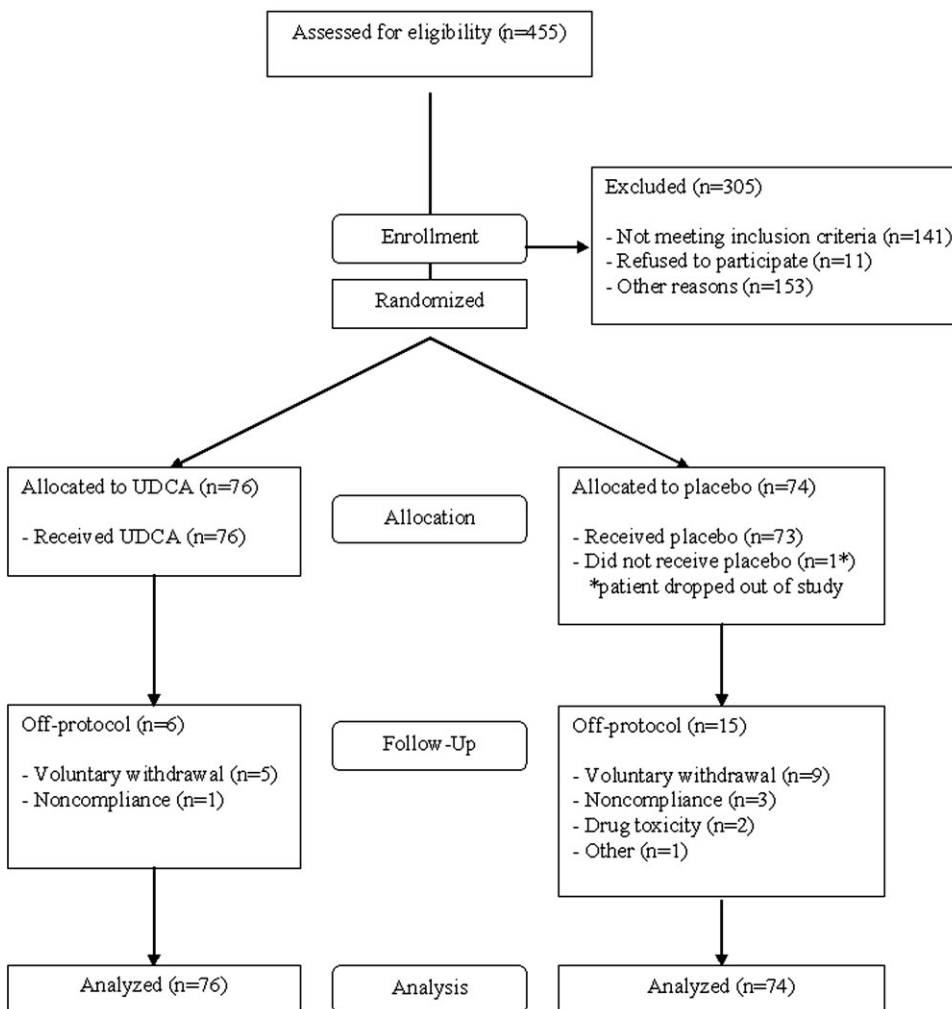 Assessed for eligibility (n=455)
Excluded (n=305)
- Not meeting inclusion criteria (n=141)
- Refused to participate (n=11)
- Other reasons (n=153)
Enrollment
Randomized
Allocated to UDCA (n=76)
- Received UDCA (n=76)
Allocation
Allocated to placebo (n=74)
- Received placebo (n=73)
- Did not receive placebo (n=1*)
*patient dropped out of study
Off-protocol (n=6)
- Voluntary withdrawal (n=5)
- Noncompliance (n=1)
Follow-Up
Off-protocol (n=15)
- Voluntary withdrawal (n=9)
- Noncompliance (n=3)
- Drug toxicity (n=2)
- Other (n=1)
Analyzed (n=76)
Analysis
Analyzed (n=74)